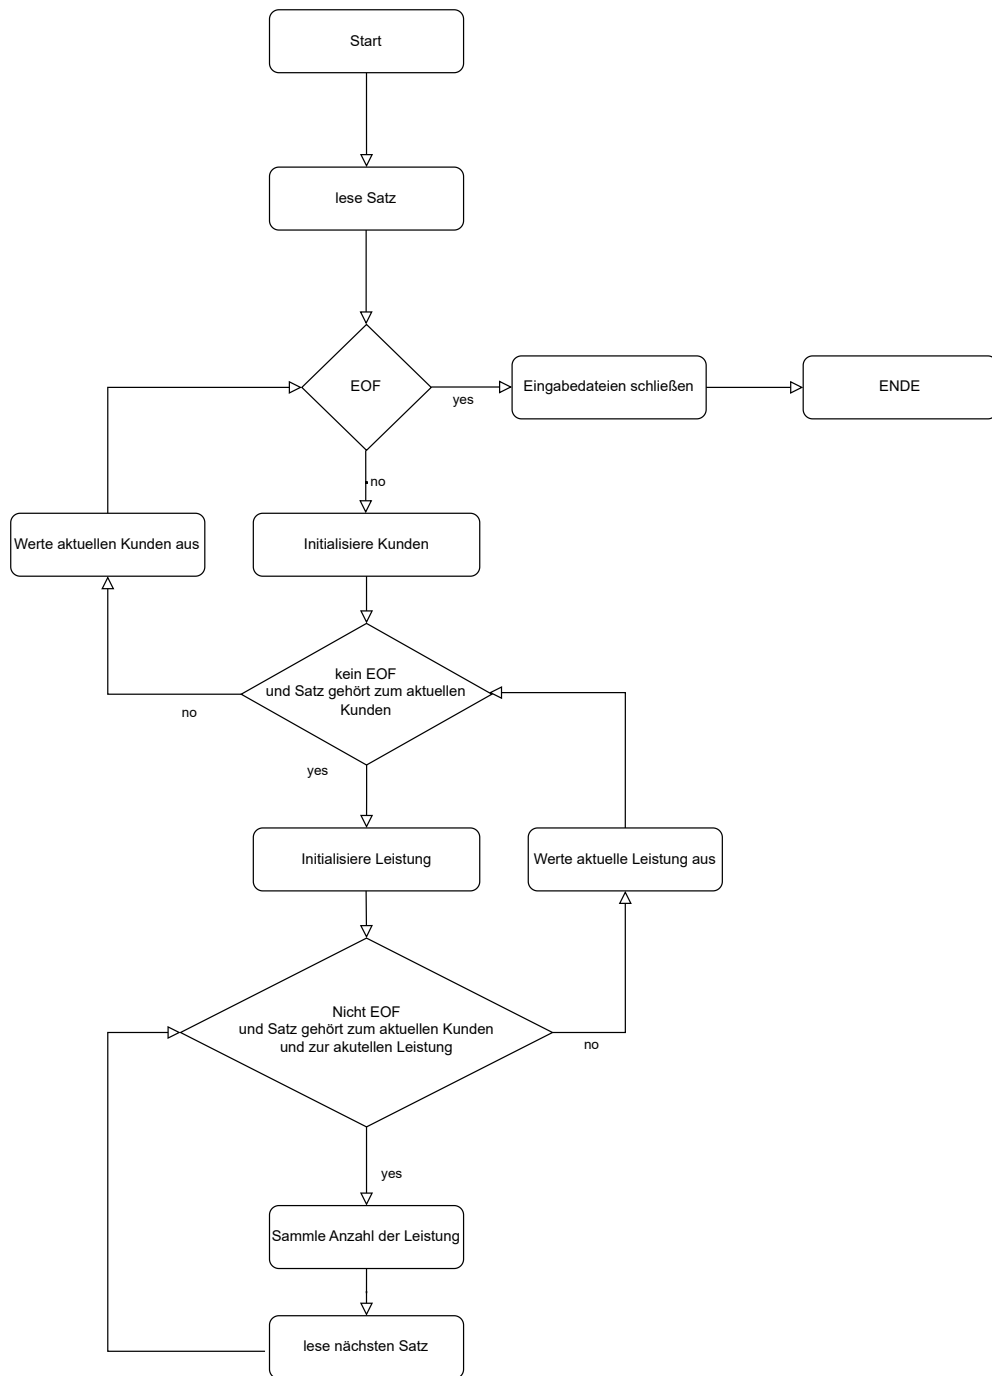 Start
lese Satz
EOF
yes
Eingabedateien schließen
ENDE
no
Werte aktuellen Kunden aus
Initialisiere Kunden
kein EOF
und Satz gehört zum aktuellen
Kunden
no
yes
Initialisiere Leistung
Werte aktuelle Leistung aus
Nicht EOF
und Satz gehört zum aktuellen Kunden
und zur akutellen Leistung
no
yes
Sammle Anzahl der Leistung
lese nächsten Satz